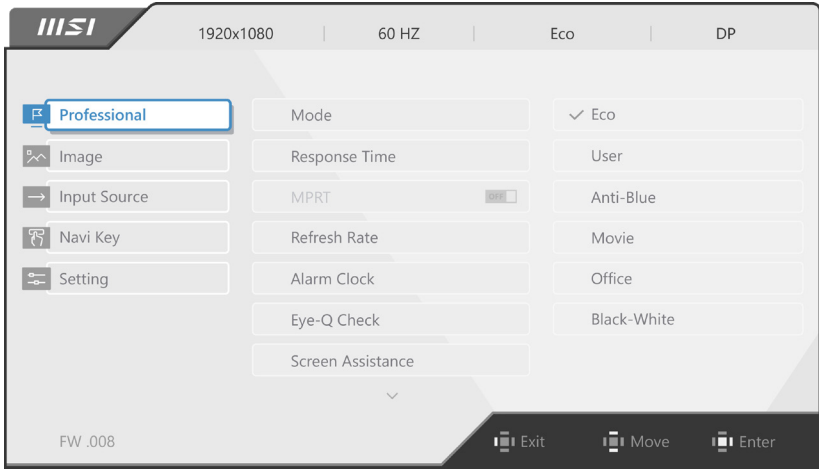 msi 1920x1080 60 HZ Eco DP
Professional Mode Eco
Image Response Time User
Input Source MPRT OFF Anti-Blue
Navi Key Refresh Rate Movie
Setting Alarm Clock Office
Eye-Q Check Black-White
Screen Assistance
FW .008 Exit Move Enter